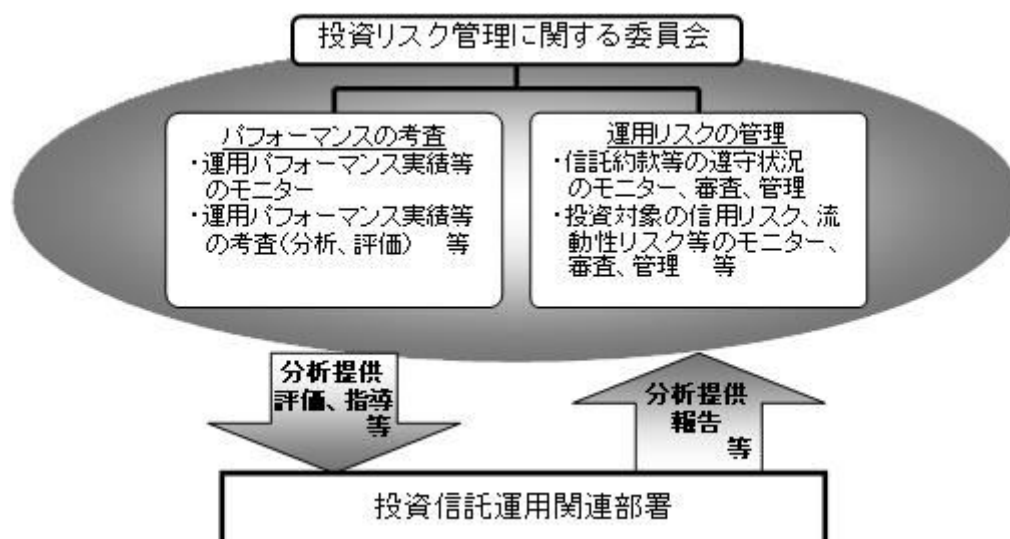 投資リスク管理に関する委員会
パフォーマンスの考査
・運用パフォーマンス実績等
のモニター
・運用パフォーマンス実績等
の考査(分析、評価)　等
運用リスクの管理
・信託約款等の遵守状況
のモニター、審査、管理
・投資対象の信用リスク、流
動性リスク等のモニター、
審査、管理　等
分析提供
評価、指導
等
分析提供
報告
等
投資信託運用関連部署